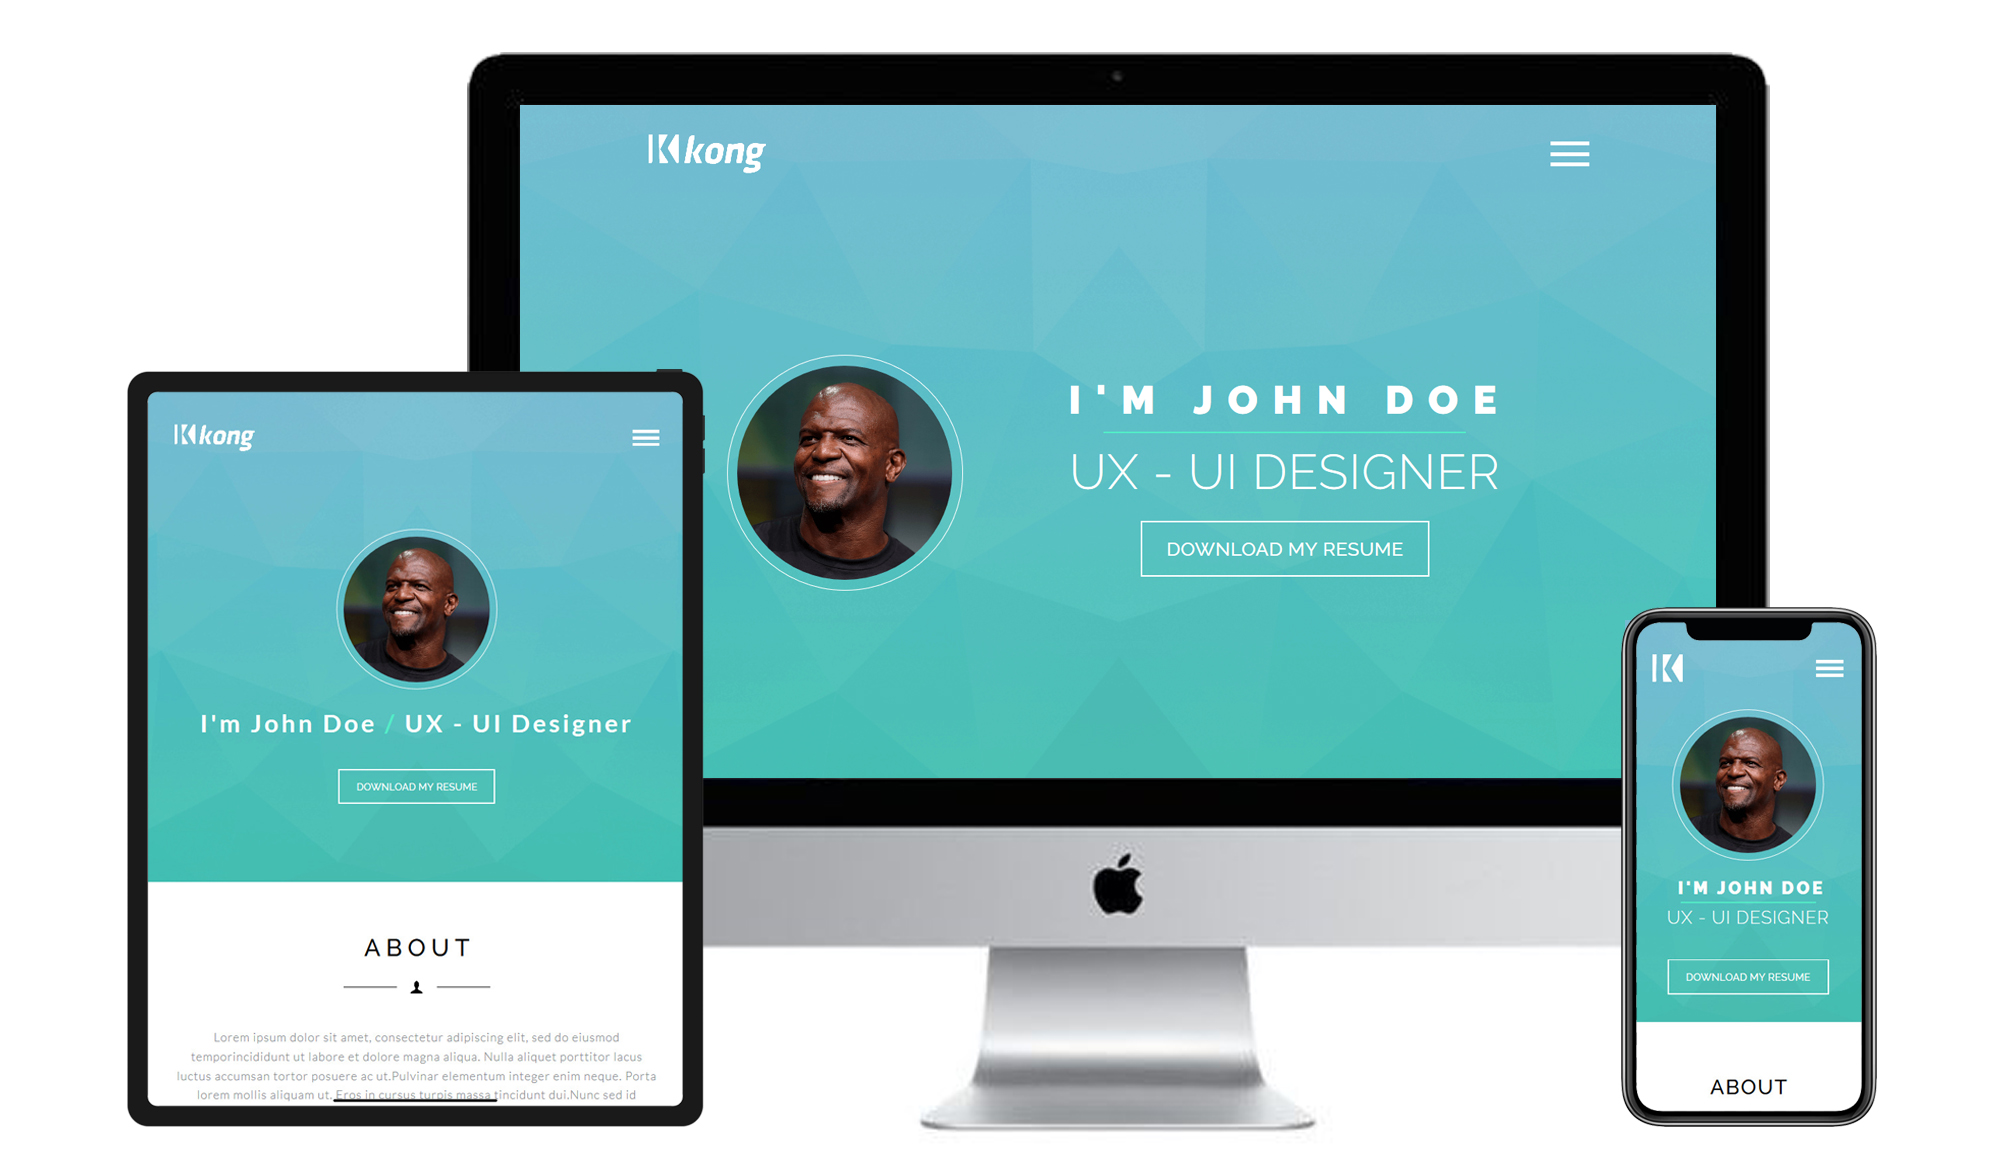 kong
I'M JOHN DOE
UX - UI DESIGNER
DOWNLOAD MY RESUME
kong
I'm John Doe / UX - UI Designer
DOWNLOAD MY RESUME
ABOUT
Lorem ipsum dolor sit amet, consectetur adipiscing elit, sed do eiusmod
temporincididunt ut labore et dolore magna aliqua. Nulla aliquet porttitor lacus
luctus accumsan tortor posuere ac ut.Pulvinar elementum integer enim neque. Porta
lorem mollis aliquam ut. Eros in cursus turpis massa tincidunt dui.Nunc sed id
K
I'M JOHN DOE
UX - UI DESIGNER
DOWNLOAD MY RESUME
ABOUT